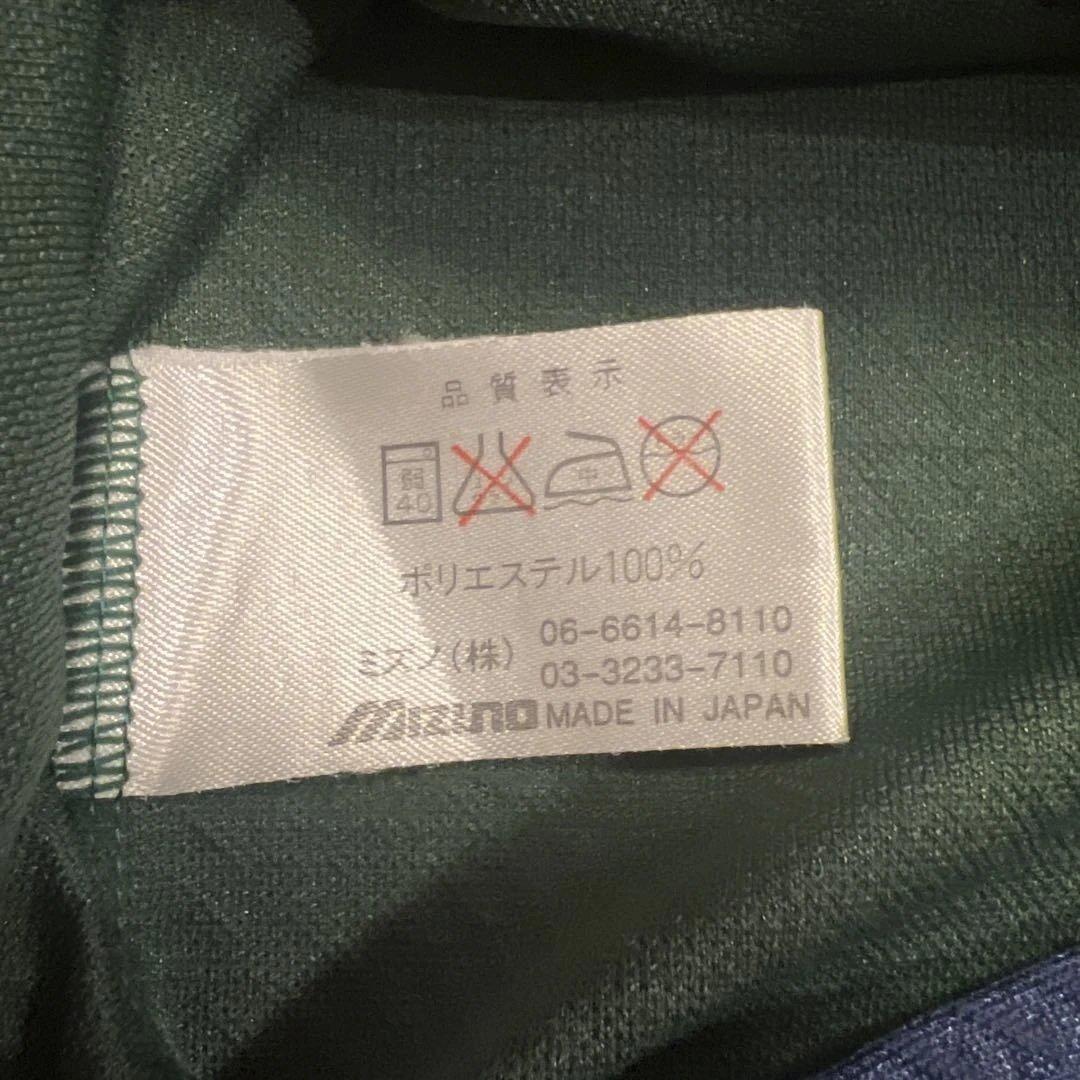 品質表示
弱 40 中
ポリエステル100%
ミズノ(株) 06-6614-8110
03-3233-7110
mizuno MADE IN JAPAN